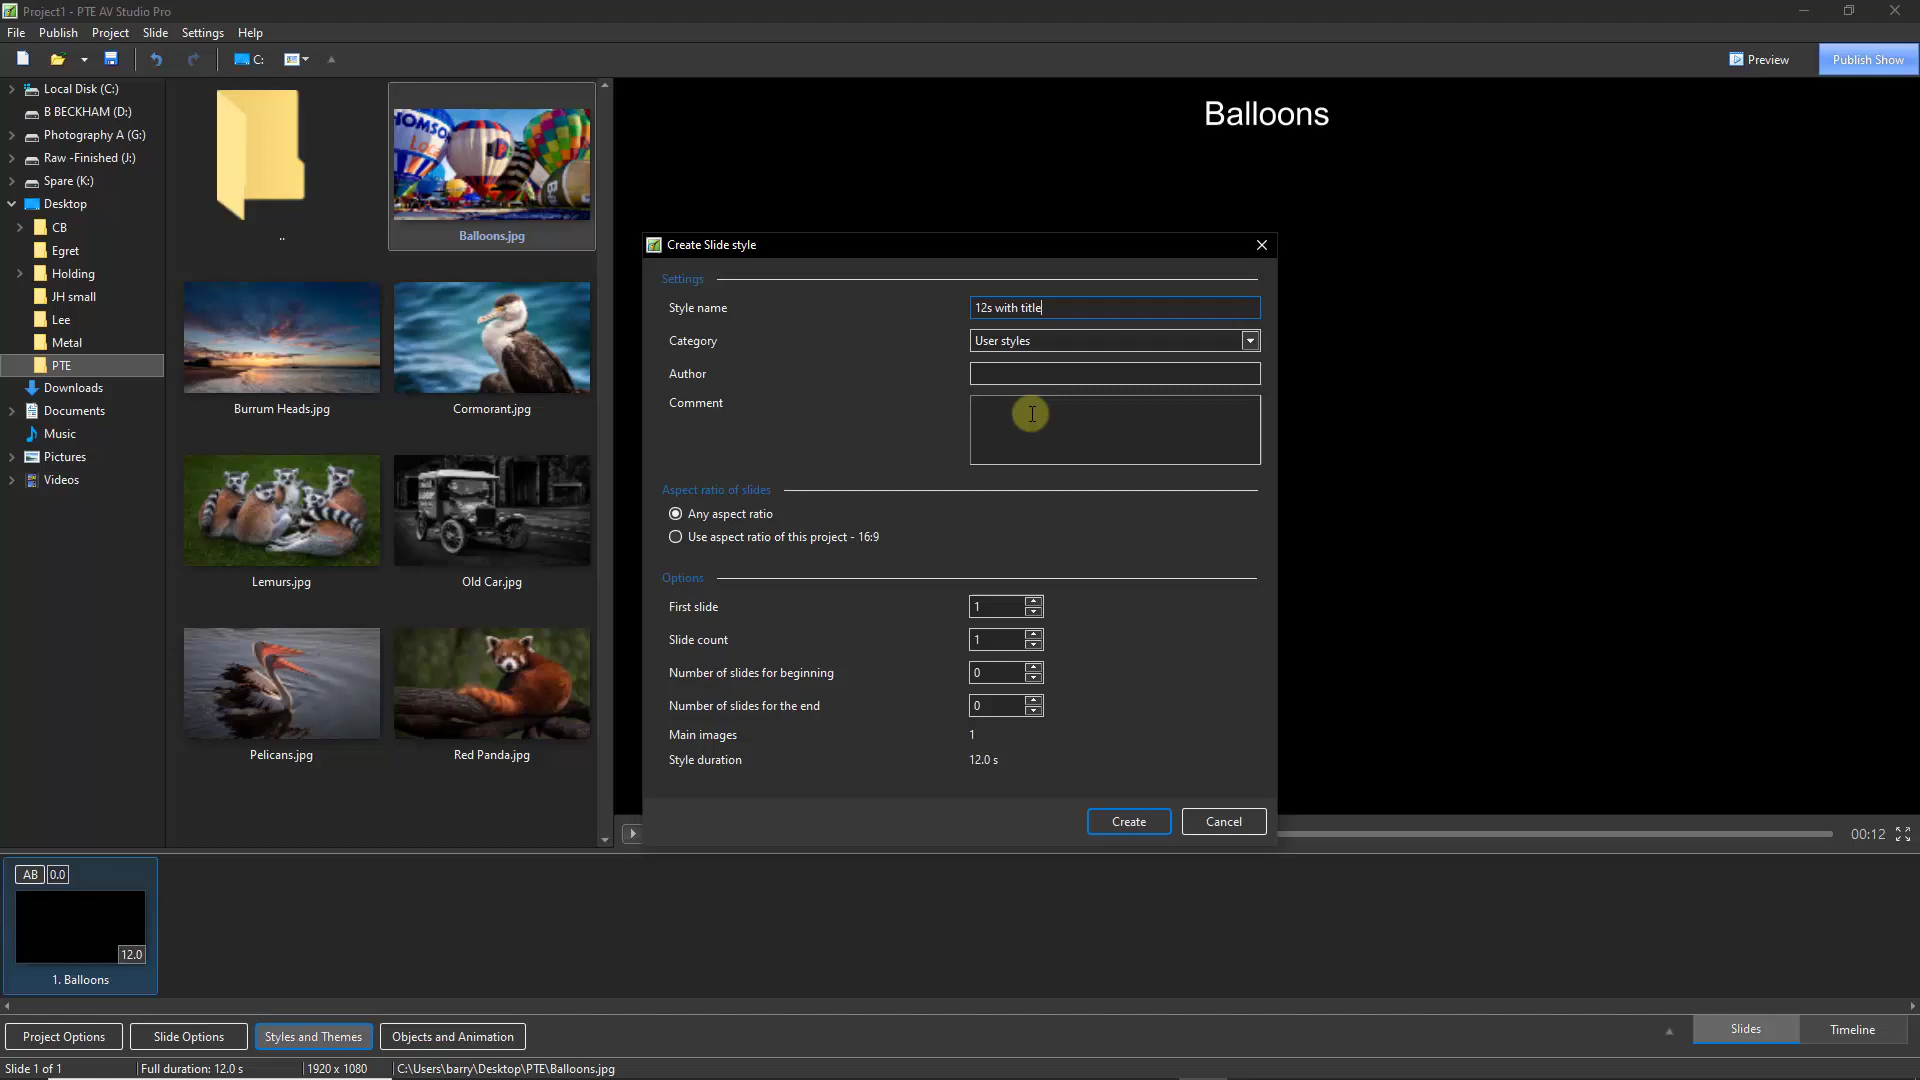 Project1 - PTE AV Studio Pro
File Publish Project Slide Settings Help
C:
Preview
Publish Show
Local Disk (C:)
B BECKHAM (D:)
Photography A (G:)
Raw -Finished (J:)
Spare (K:)
Desktop
CB
Egret
Holding
JH small
Lee
Metal
PTE
Downloads
Documents
Music
Pictures
Videos
..
THOMSON
Local
Balloons.jpg
Burrum Heads.jpg
Cormorant.jpg
Lemurs.jpg
Old Car.jpg
Pelicans.jpg
Red Panda.jpg
Balloons
Create Slide style
Settings
Style name
12s with title
Category
User styles
Author
Comment
Aspect ratio of slides
Any aspect ratio
Use aspect ratio of this project - 16:9
Options
First slide
1
Slide count
1
Number of slides for beginning
0
Number of slides for the end
0
Main images
1
Style duration
12.0 s
Create
Cancel
00:12
AB 0.0
12.0
1. Balloons
Project Options
Slide Options
Styles and Themes
Objects and Animation
Slides
Timeline
Slide 1 of 1
Full duration: 12.0 s
1920 x 1080
C:\Users\barry\Desktop\PTE\Balloons.jpg